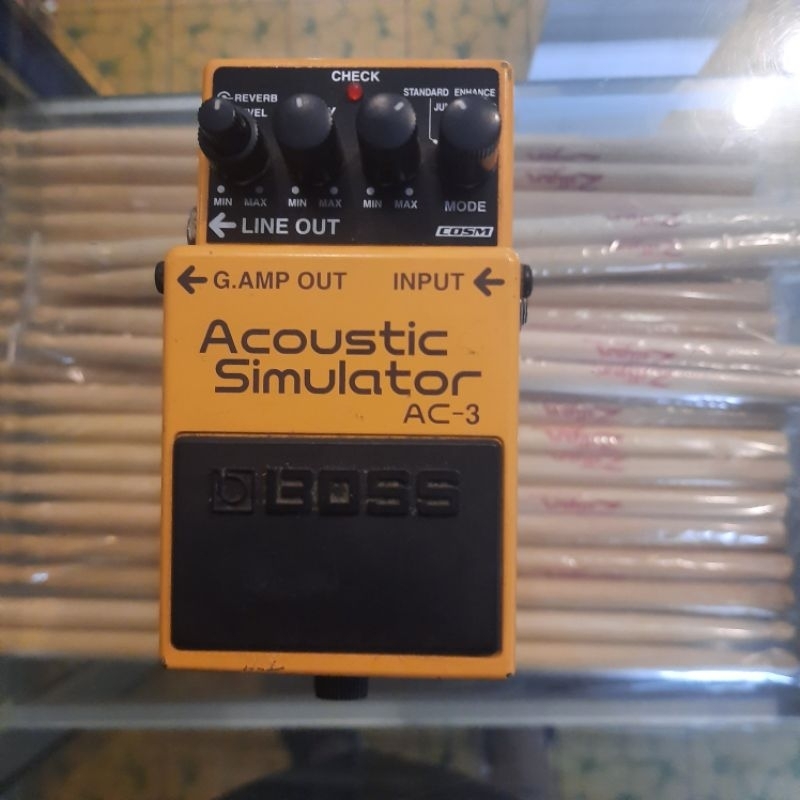 CHECK
REVERB
STANDARD ENHANCE
MIN MAX MIN MAX MIN MAX MODE
← LINE OUT
COSM
← G.AMP OUT INPUT ←
Acoustic
Simulator
AC-3
BOSS